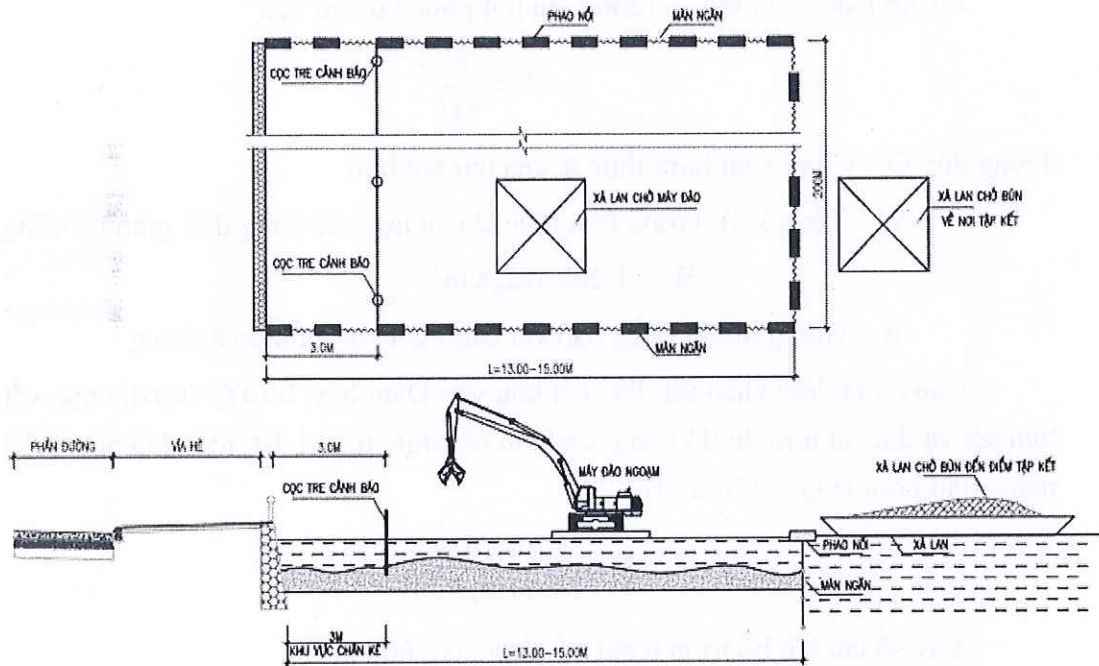 PHAO NỔI
MÀN NGĂN
CỌC TRE CẢNH BÁO
XÀ LAN CHỞ MÁY ĐÀO
200M
XÀ LAN CHỞ BÙN
VỀ NƠI TẬP KẾT
CỌC TRE CẢNH BÁO
3.0M
MÀN NGĂN
L=13.00-15.00M
PHẦN ĐƯỜNG
VỈA HÈ
3.0M
CỌC TRE CẢNH BÁO
MÁY ĐÀO NGOẠM
XÀ LAN CHỞ BÙN ĐẾN ĐIỂM TẬP KẾT
PHAO NỔI
XÀ LAN
MÀN NGĂN
3M
KHU VỰC CHÂN KÈ
L=13.00-15.00M